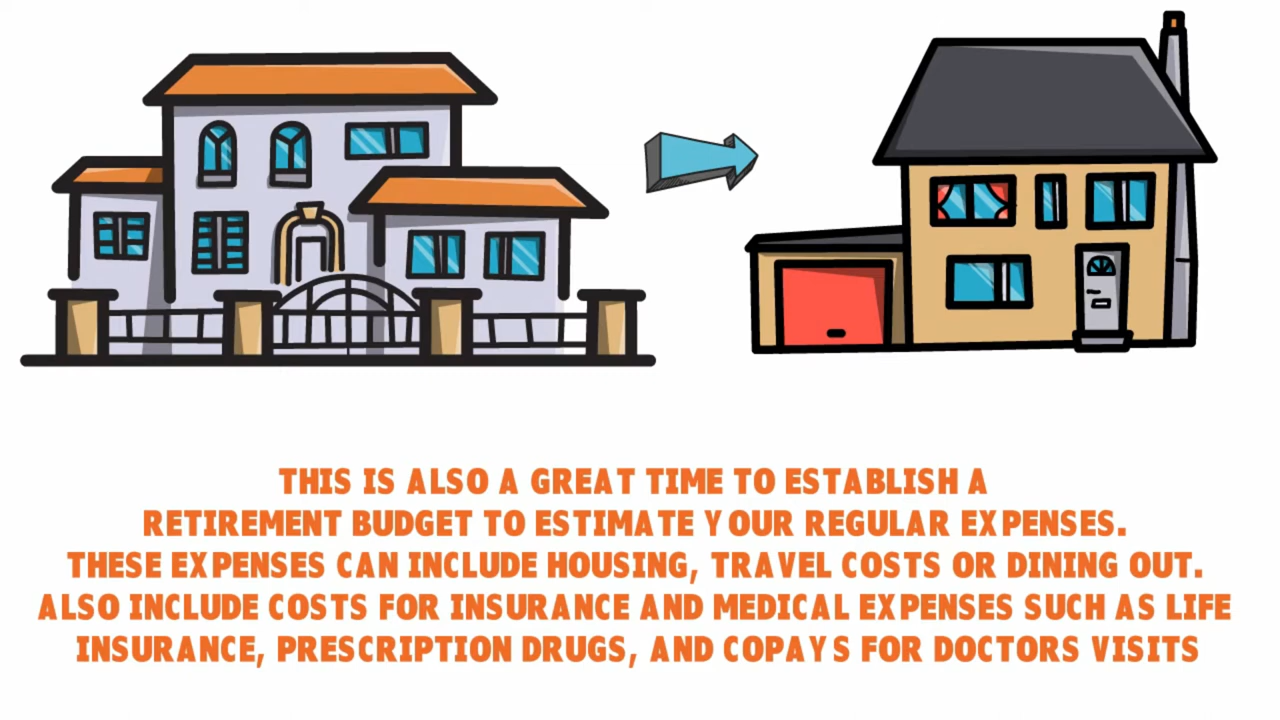 THIS IS ALSO A GREAT TIME TO ESTABLISH A
RETIREMENT BUDGET TO ESTIMATE YOUR REGULAR EXPENSES.
THESE EXPENSES CAN INCLUDE HOUSING, TRAVEL COSTS OR DINING OUT.
ALSO INCLUDE COSTS FOR INSURANCE AND MEDICAL EXPENSES SUCH AS LIFE
INSURANCE, PRESCRIPTION DRUGS, AND COPAYS FOR DOCTORS VISITS